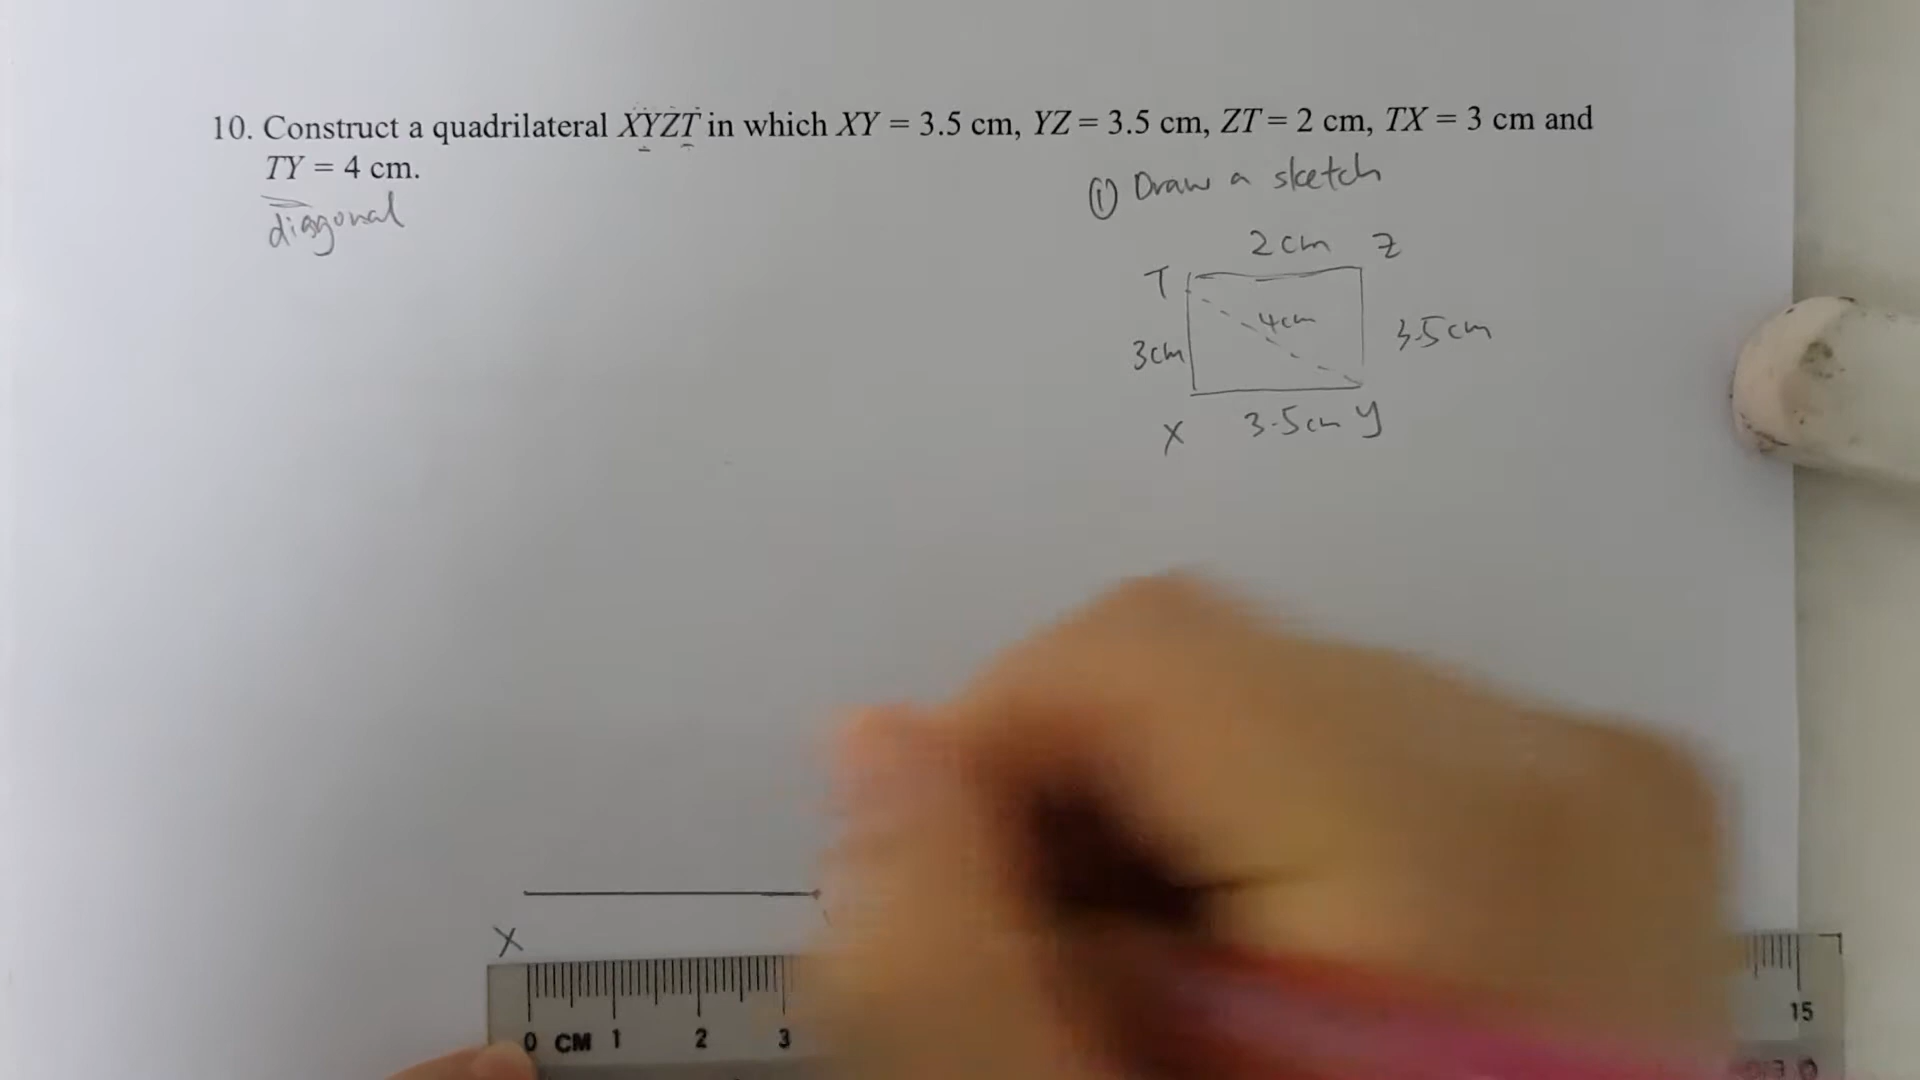 10. Construct a quadrilateral XYZT in which XY = 3.5 cm, YZ = 3.5 cm, ZT = 2 cm, TX = 3 cm and
TY = 4 cm.
diagonal
① Draw a sketch
2 cm Z
T
4cm
3.5cm
3cm
X 3.5cm Y
X
0 CM 1 2 3
15